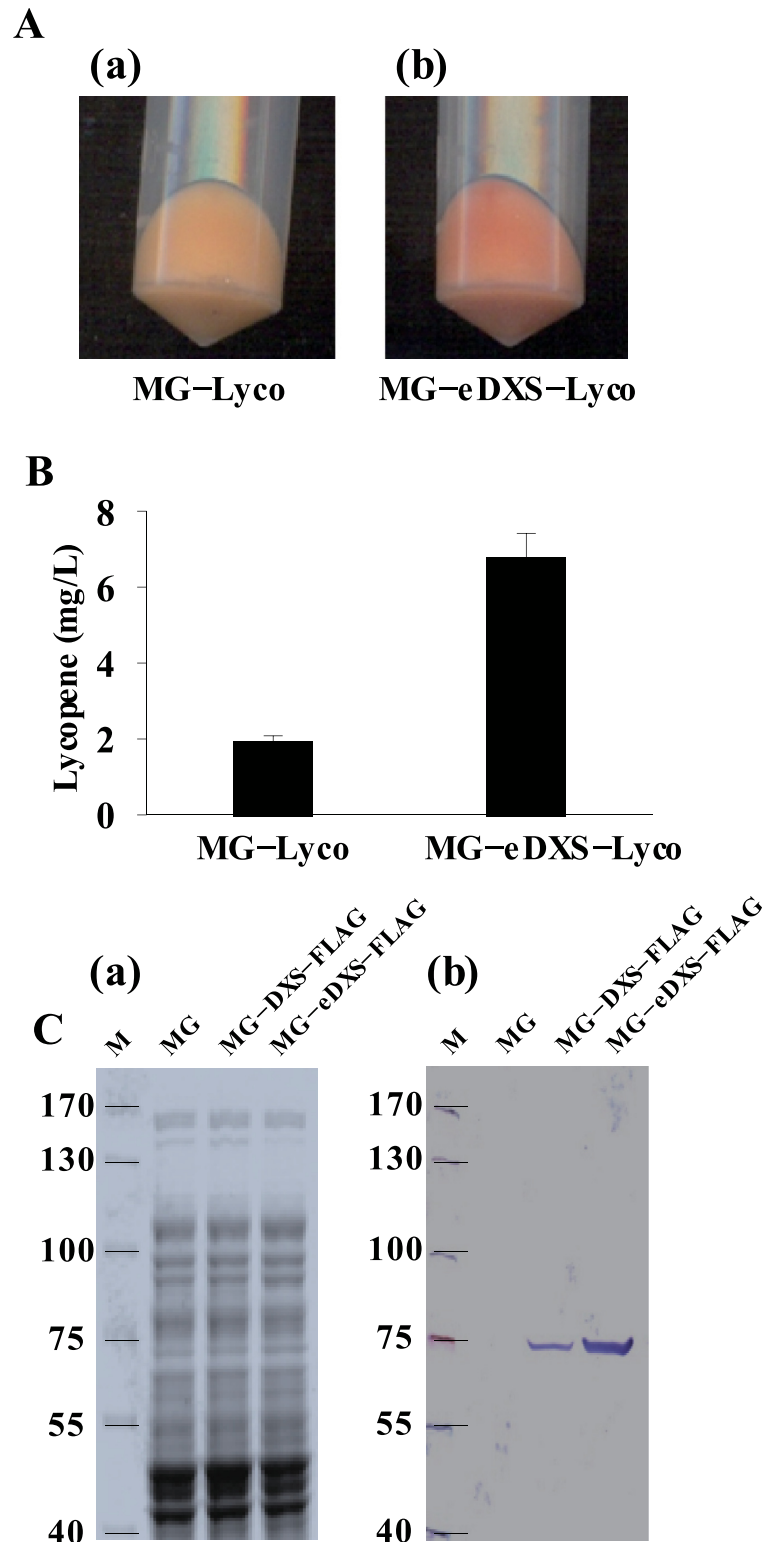 A
(a) (b)
MG−Lyco MG−eDXS−Lyco
B
Lycopene (mg/L)
8
6
4
2
0
MG−Lyco MG−eDXS−Lyco
C
(a)
M MG MG−DXS−FLAG MG−eDXS−FLAG
170
130
100
75
55
40
(b)
M MG MG−DXS−FLAG MG−eDXS−FLAG
170
130
100
75
55
40